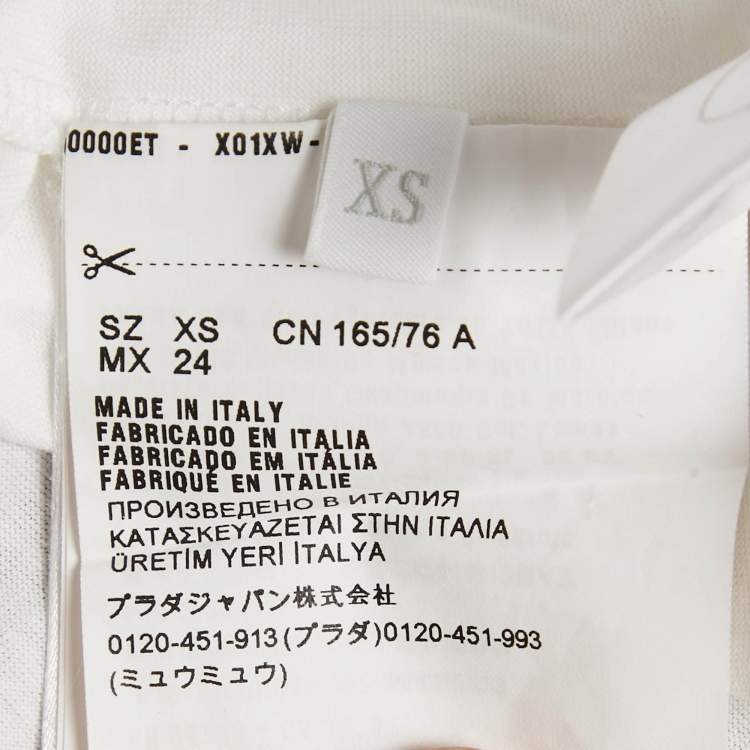 0000ET - X01XW-
XS
SZ XS CN 165/76 A
MX 24
MADE IN ITALY
FABRICADO EN ITALIA
FABRICADO EM ITÁLIA
FABRIQUÉ EN ITALIE
ПРОИЗВЕДЕНО В ИТАЛИЯ
ΚΑΤΑΣΚΕΥΑΖΕΤΑΙ ΣΤΗΝ ΙΤΑΛΙΑ
ÜRETİM YERİ İTALYA
プラダジャパン株式会社
0120-451-913(プラダ)0120-451-993
(ミュウミュウ)